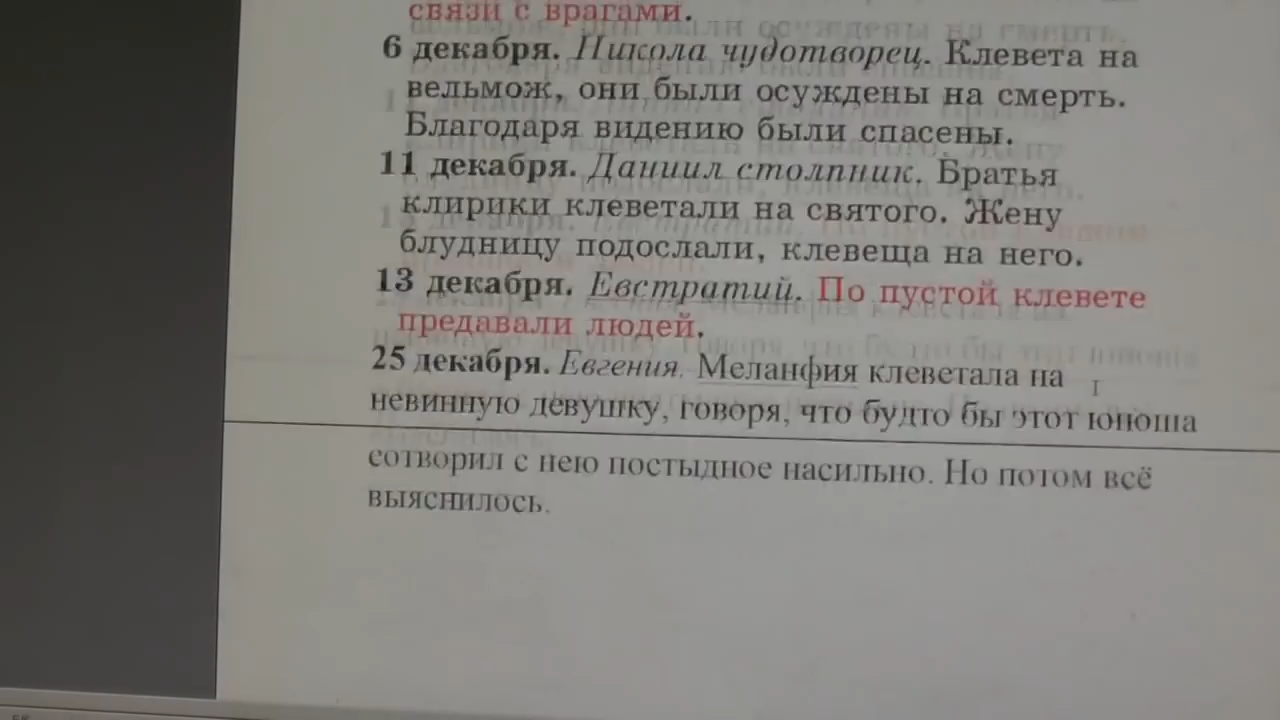 связи с врагами.
6 декабря. Никола чудотворец. Клевета на
вельмож, они были осуждены на смерть.
Благодаря видению были спасены.
11 декабря. Даниил столпник. Братья
клирики клеветали на святого. Жену
блудницу подослали, клевеща на него.
13 декабря. Евстратий. По пустой клевете
предавали людей.
25 декабря. Евгения. Меланфия клеветала на
невинную девушку, говоря, что будто бы этот юноша
сотворил с нею постыдное насильно. Но потом всё
выяснилось.